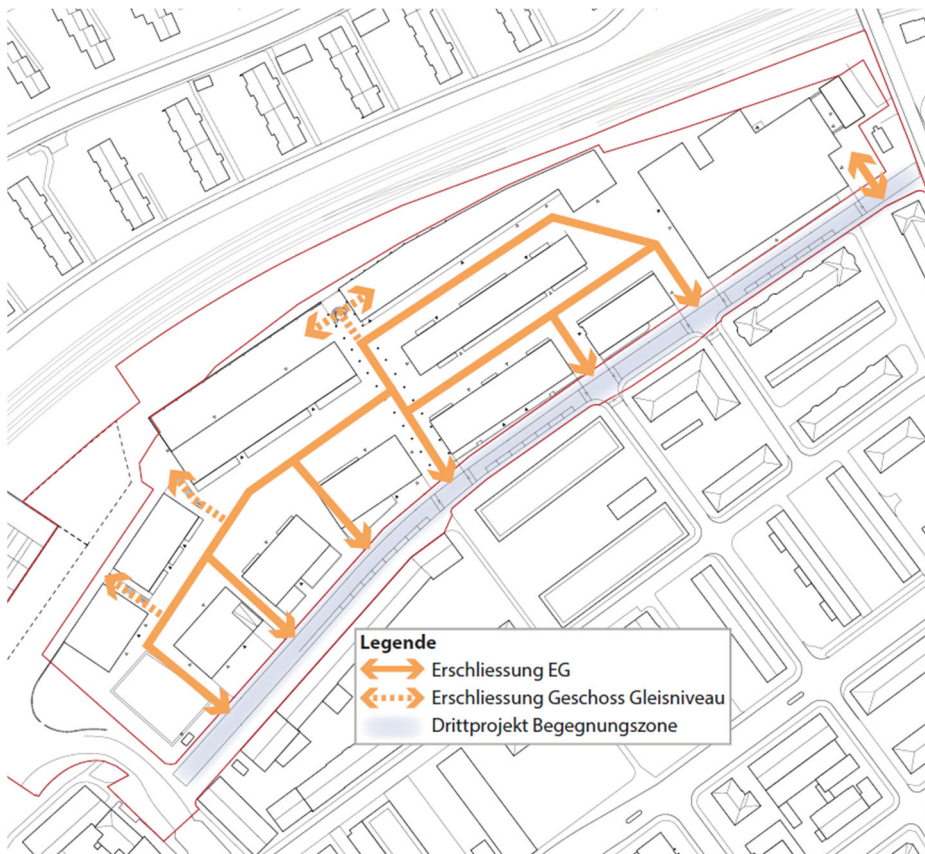 Legende
Erschliessung EG
Erschliessung Geschoss Gleisniveau
Drittprojekt Begegnungszone